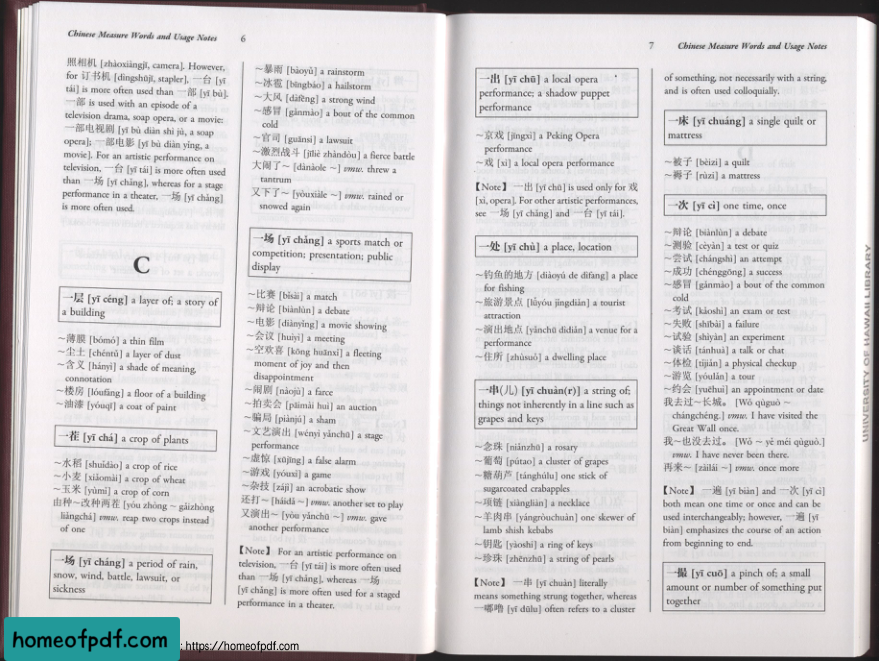 Chinese Measure Words and Usage Notes
6
照相机 [zhàoxiàngjī, camera]. However,
for 订书机 [dìngshūjī, stapler], 一台 [yī
tái] is more often used than 一部 [yī bù].
一部 is used with an episode of a
television drama, soap opera, or a movie:
一部电视剧 [yī bù diàn shì jù, a soap
opera]; 一部电影 [yī bù diàn yǐng, a
movie]. For an artistic performance on
television, 一台 [yī tái] is more often used
than 一场 [yī chǎng], whereas for a stage
performance in a theater, 一场 [yī chǎng]
is more often used.
C
一层 [yī céng] a layer of; a story of
a building
~薄膜 [bómó] a thin film
~尘土 [chéntǔ] a layer of dust
~含义 [hányì] a shade of meaning,
connotation
~楼房 [lóufáng] a floor of a building
~油漆 [yóuqī] a coat of paint
一茬 [yī chá] a crop of plants
~水稻 [shuǐdào] a crop of rice
~小麦 [xiǎomài] a crop of wheat
~玉米 [yùmǐ] a crop of corn
由种~改种两茬 [yóu zhòng ~ gǎizhòng
liǎngchá] vmw. reap two crops instead
of one
一场 [yī cháng] a period of rain,
snow, wind, battle, lawsuit, or
sickness
~暴雨 [bàoyǔ] a rainstorm
~冰雹 [bīngbáo] a hailstorm
~大风 [dàfēng] a strong wind
~感冒 [gǎnmào] a bout of the common
cold
~官司 [guānsi] a lawsuit
~激烈战斗 [jīliè zhàndòu] a fierce battle
大闹了~ [dànàole ~] vmw. threw a
tantrum
又下了~ [yòuxiàle ~] vmw. rained or
snowed again
一场 [yī chǎng] a sports match or
competition; presentation; public
display
~比赛 [bǐsài] a match
~辩论 [biànlùn] a debate
~电影 [diànyǐng] a movie showing
~会议 [huìyì] a meeting
~空欢喜 [kōng huānxǐ] a fleeting
moment of joy and then
disappointment
~闹剧 [nàojù] a farce
~拍卖会 [pāimài huì] an auction
~骗局 [piànjú] a sham
~文艺演出 [wényì yǎnchū] a stage
performance
~虚惊 [xūjīng] a false alarm
~游戏 [yóuxì] a game
~杂技 [zájì] an acrobatic show
还打~ [háidǎ ~] vmw. another set to play
又演出~ [yòu yǎnchū ~] vmw. gave
another performance
【Note】 For an artistic performance on
television, 一台 [yī tái] is more often used
than 一场 [yī chǎng], whereas 一场
[yī chǎng] is more often used for a staged
performance in a theater.
7
Chinese Measure Words and Usage Notes
一出 [yī chū] a local opera
performance; a shadow puppet
performance
~京戏 [jīngxì] a Peking Opera
performance
~戏 [xì] a local opera performance
【Note】 一出 [yī chū] is used only for 戏
[xì, opera]. For other artistic performances,
see 一场 [yī chǎng] and 一台 [yī tái].
一处 [yī chù] a place, location
~钓鱼的地方 [diàoyú de dìfang] a place
for fishing
~旅游景点 [lǚyóu jǐngdiǎn] a tourist
attraction
~演出地点 [yǎnchū dìdiǎn] a venue for a
performance
~住所 [zhùsuǒ] a dwelling place
一串(儿) [yī chuàn(r)] a string of;
things not inherently in a line such as
grapes and keys
~念珠 [niànzhū] a rosary
~葡萄 [pútao] a cluster of grapes
~糖葫芦 [tánghúlu] one stick of
sugarcoated crabapples
~项链 [xiàngliàn] a necklace
~羊肉串 [yángròuchuàn] one skewer of
lamb shish kebabs
~钥匙 [yàoshi] a ring of keys
~珍珠 [zhēnzhū] a string of pearls
【Note】 一串 [yī chuàn] literally
means something strung together, whereas
一嘟噜 [yī dūlu] often refers to a cluster
of something, not necessarily with a string,
and is often used colloquially.
一床 [yī chuáng] a single quilt or
mattress
~被子 [bèizi] a quilt
~褥子 [rùzi] a mattress
一次 [yī cì] one time, once
~辩论 [biànlùn] a debate
~测验 [cèyàn] a test or quiz
~尝试 [chángshì] an attempt
~成功 [chénggōng] a success
~感冒 [gǎnmào] a bout of the common
cold
~考试 [kǎoshì] an exam or test
~失败 [shībài] a failure
~试验 [shìyàn] an experiment
~谈话 [tánhuà] a talk or chat
~体检 [tǐjiǎn] a physical checkup
~游览 [yóulǎn] a tour
~约会 [yuēhuì] an appointment or date
我去过~长城。 [Wǒ qùguò ~
chángchéng.] vmw. I have visited the
Great Wall once.
我~也没去过。 [Wǒ ~ yě méi qùguò.]
vmw. I have never been there.
再来~ [zàilái ~] vmw. once more
【Note】 一遍 [yī biàn] and 一次 [yī cì]
both mean one time or once and can be
used interchangeably; however, 一遍 [yī
biàn] emphasizes the course of an action
from beginning to end.
一撮 [yī cuō] a pinch of; a small
amount or number of something put
together
UNIVERSITY OF HAWAII LIBRARY
homeofpdf.com
: https://homeofpdf.com